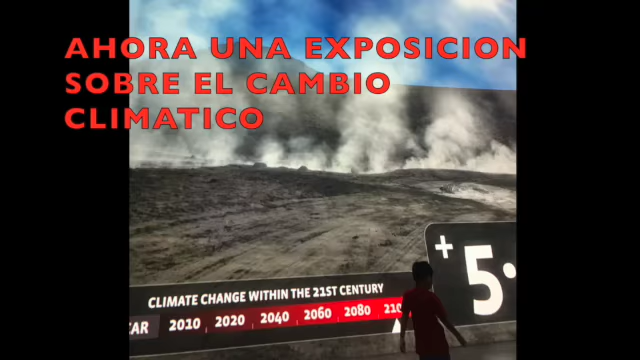 AHORA UNA EXPOSICION
SOBRE EL CAMBIO
CLIMATICO
+5.
CLIMATE CHANGE WITHIN THE 21ST CENTURY
2010 2020 2040 2060 2080